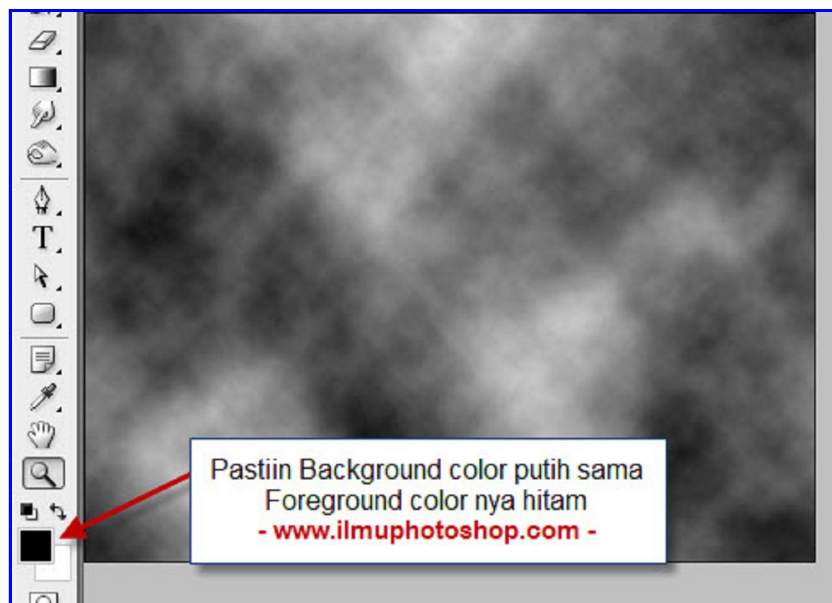 Pastiin Background color putih sama
Foreground color nya hitam
- www.ilmuphotoshop.com -